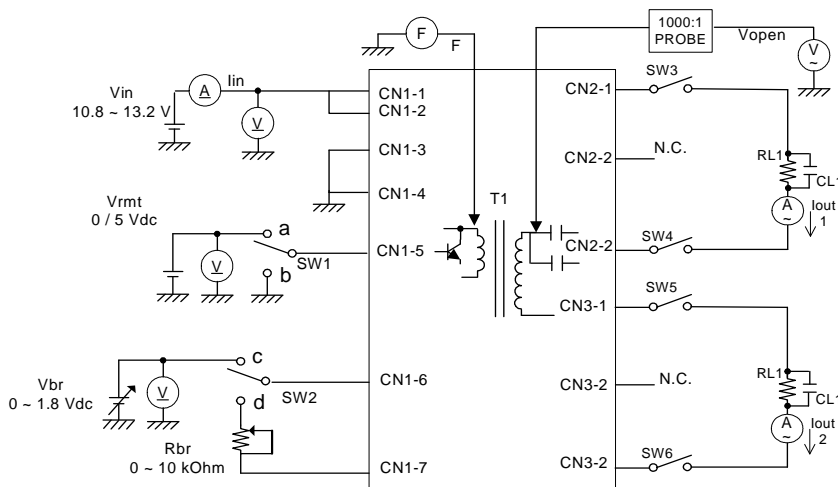 F
F
1000:1
PROBE
Vopen
V
~
SW3
Vin
10.8 ~ 13.2 V
A
Iin
V
CN1-1
CN1-2
CN2-1
CN1-3
CN2-2
N.C.
RL1
CL1
CN1-4
T1
A
~
Iout
1
Vrmt
0 / 5 Vdc
a
V
SW1
b
CN1-5
CN2-2
SW4
CN3-1
SW5
Vbr
0 ~ 1.8 Vdc
V
c
SW2
d
CN1-6
CN3-2
N.C.
RL1
CL1
A
~
Iout
2
Rbr
0 ~ 10 kOhm
CN1-7
CN3-2
SW6